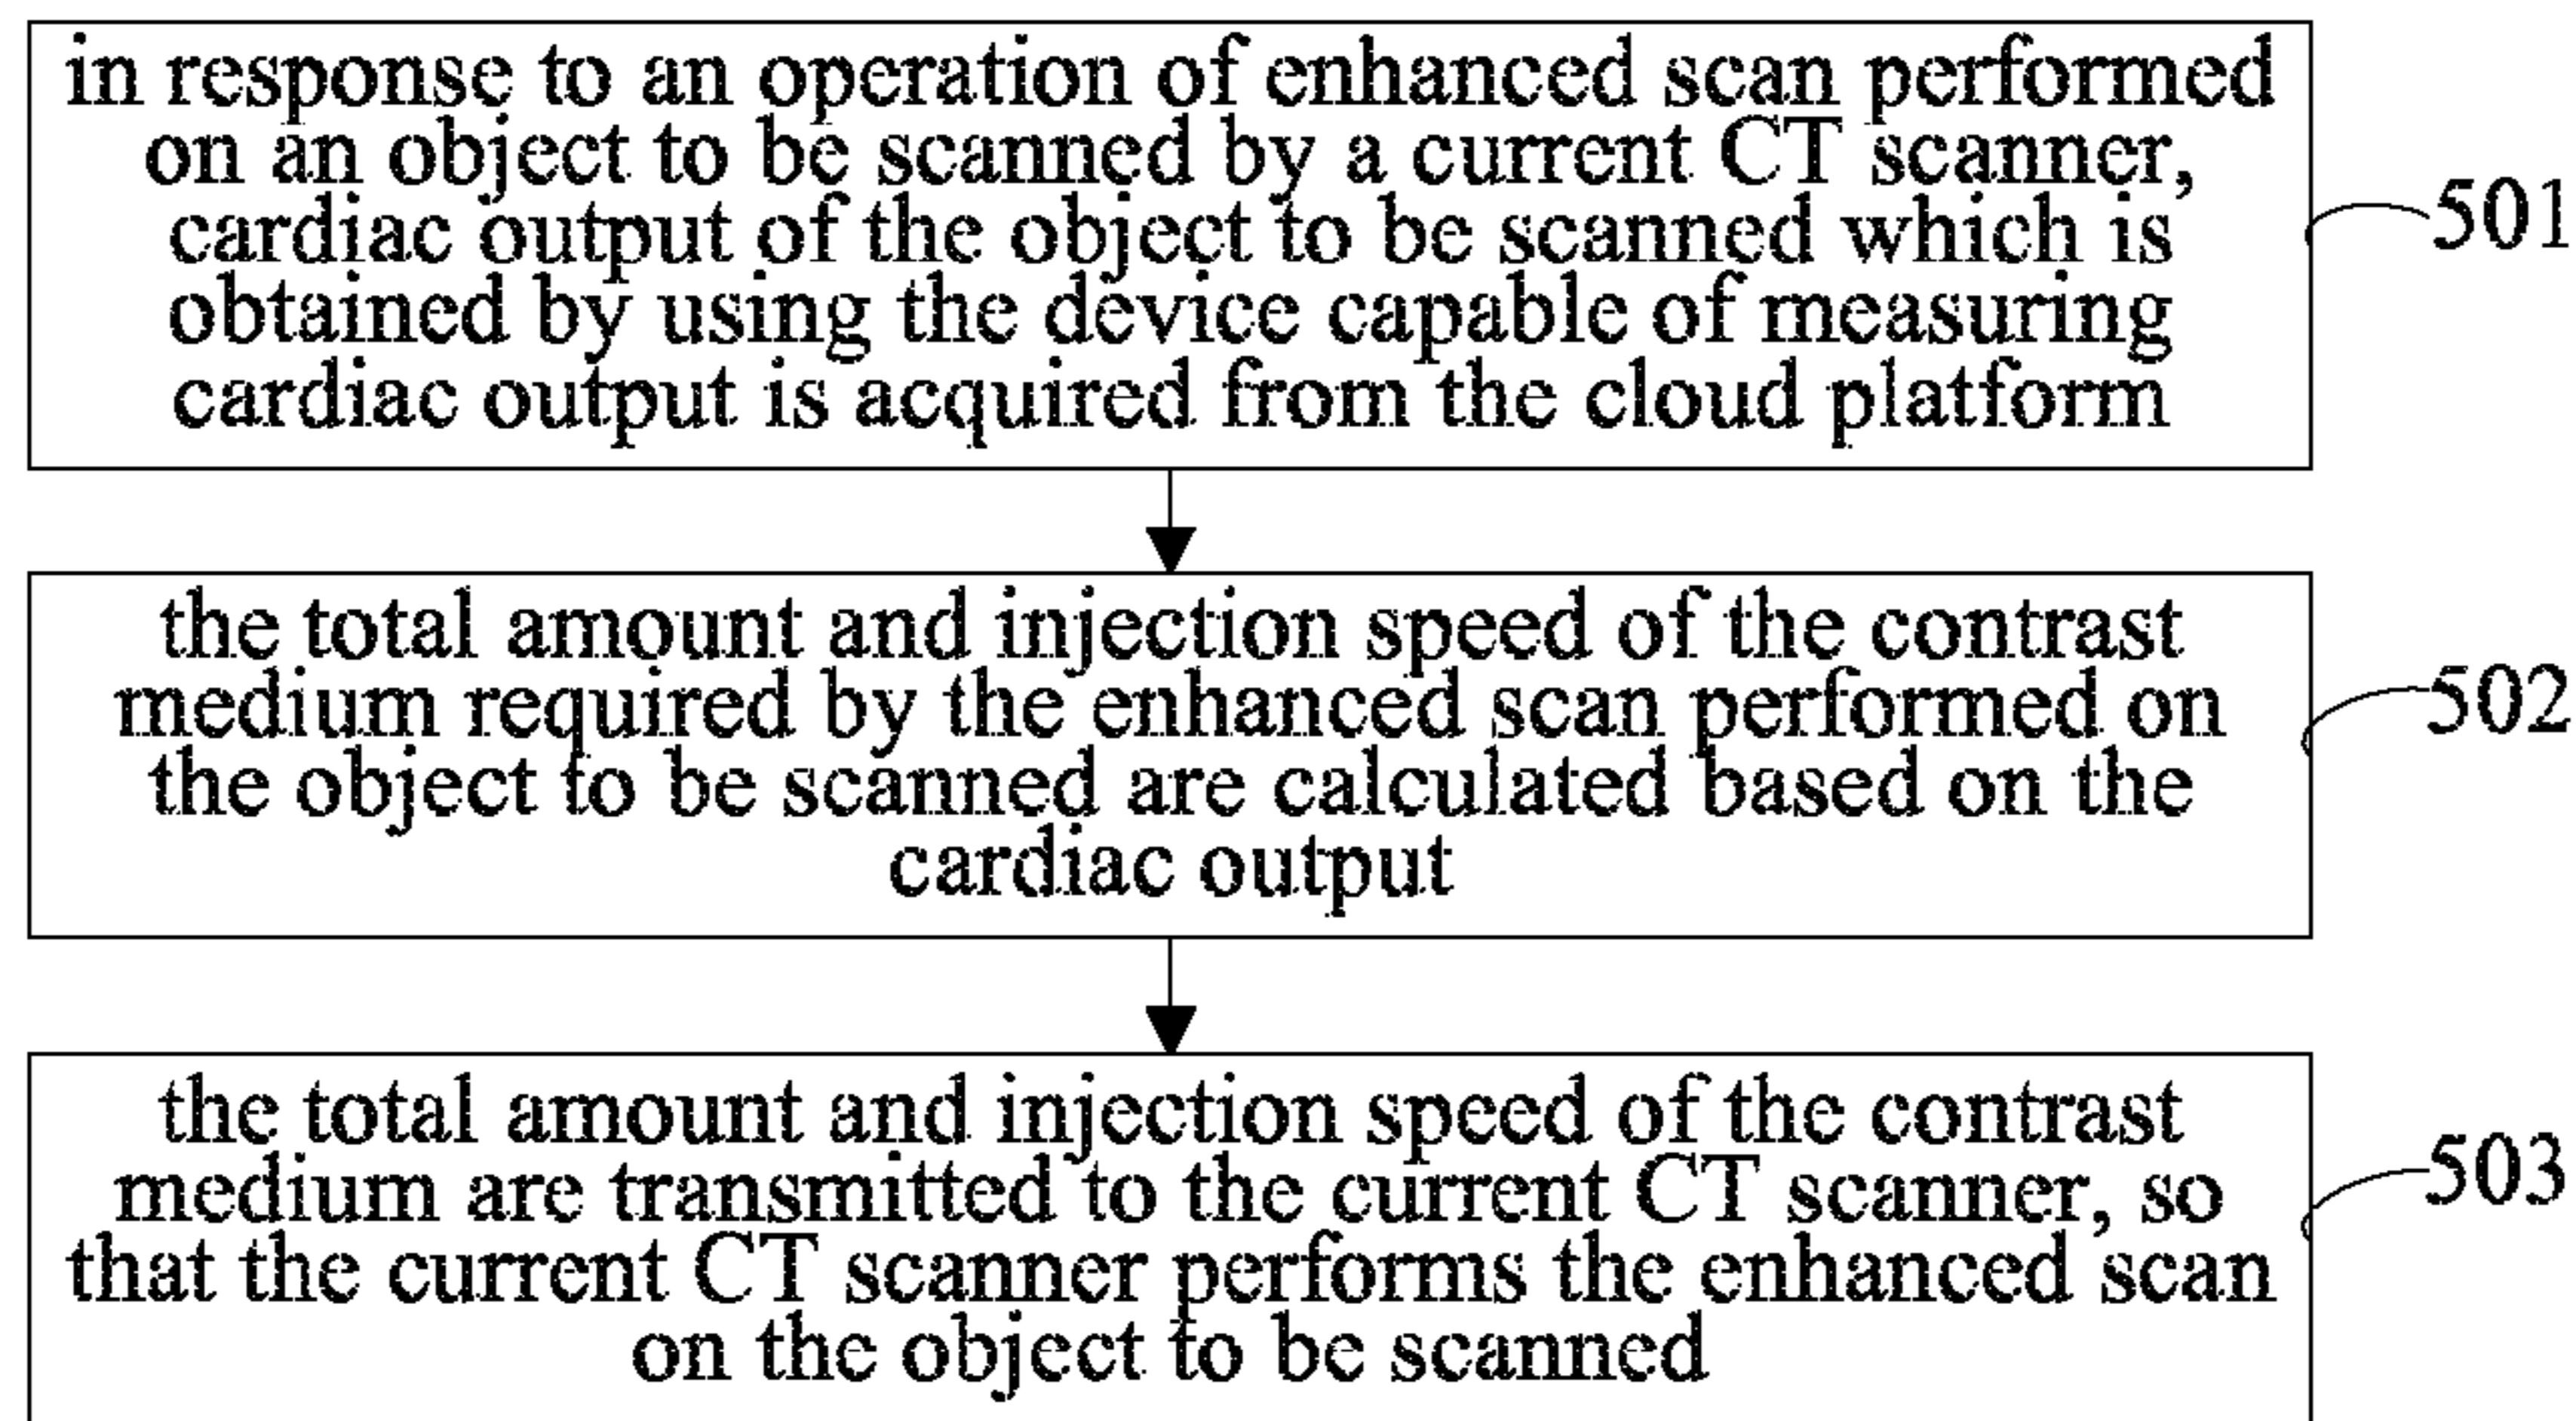 in response to an operation of enhanced scan performed
on an object to be scanned by a current CT scanner,
cardiac output of the object to be scanned which is
obtained by using the device capable of measuring
cardiac output is acquired from the cloud platform
501
the total amount and injection speed of the contrast
medium required by the enhanced scan performed on
the object to be scanned are calculated based on the
cardiac output
502
the total amount and injection speed of the contrast
medium are transmitted to the current CT scanner, so
that the current CT scanner performs the enhanced scan
on the object to be scanned
503